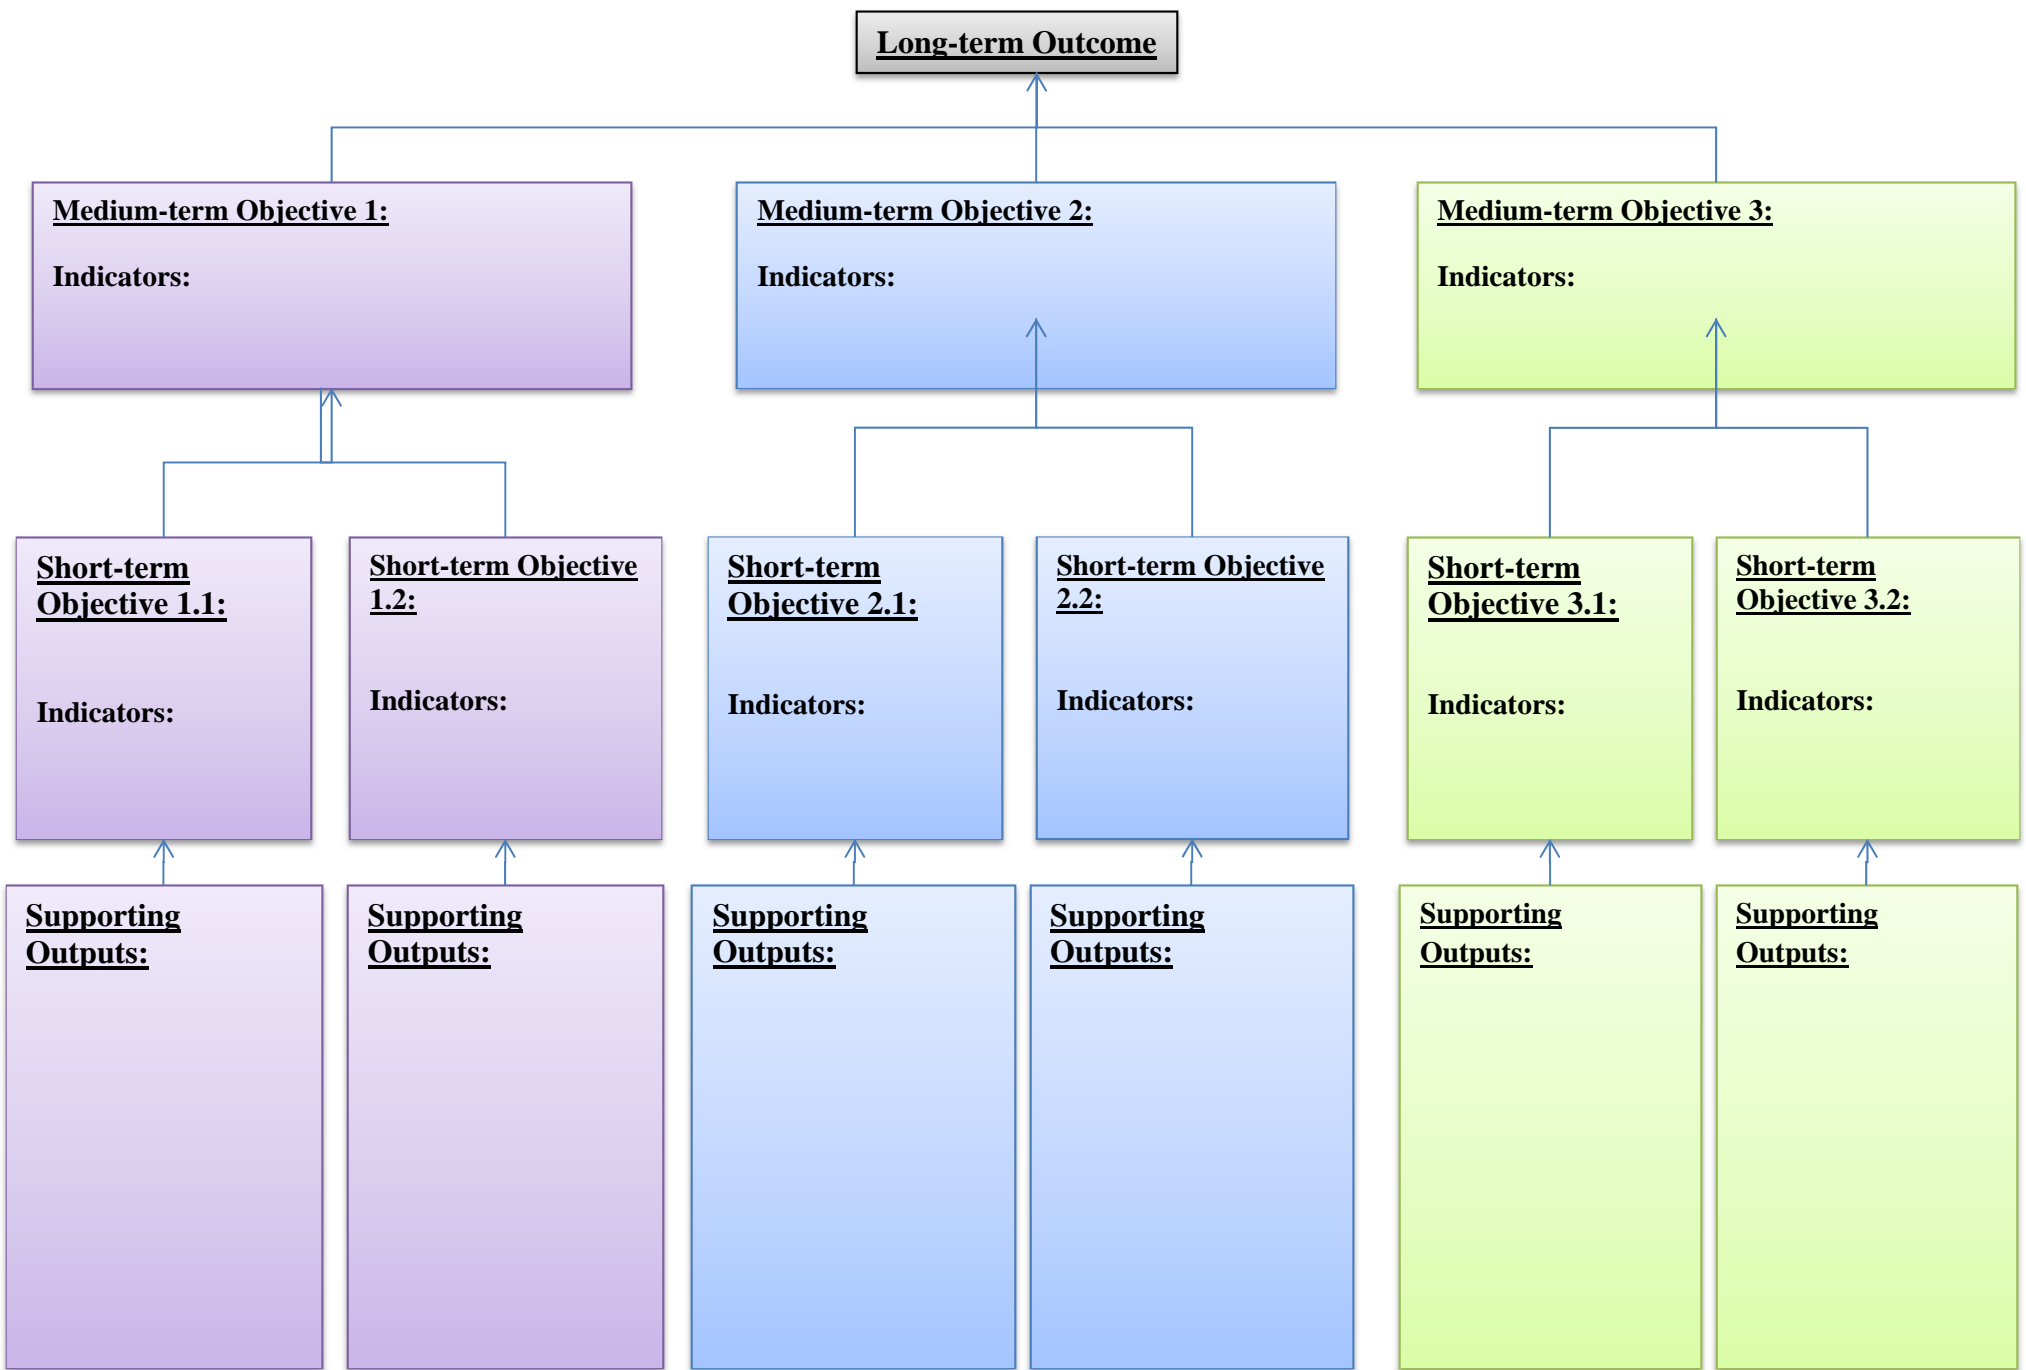 Long-term Outcome
Medium-term Objective 1:
Indicators:
Medium-term Objective 2:
Indicators:
Medium-term Objective 3:
Indicators:
Short-term
Objective 1.1:
Indicators:
Short-term Objective
1.2:
Indicators:
Short-term
Objective 2.1:
Indicators:
Short-term Objective
2.2:
Indicators:
Short-term
Objective 3.1:
Indicators:
Short-term
Objective 3.2:
Indicators:
Supporting
Outputs:
Supporting
Outputs:
Supporting
Outputs:
Supporting
Outputs:
Supporting
Outputs:
Supporting
Outputs: